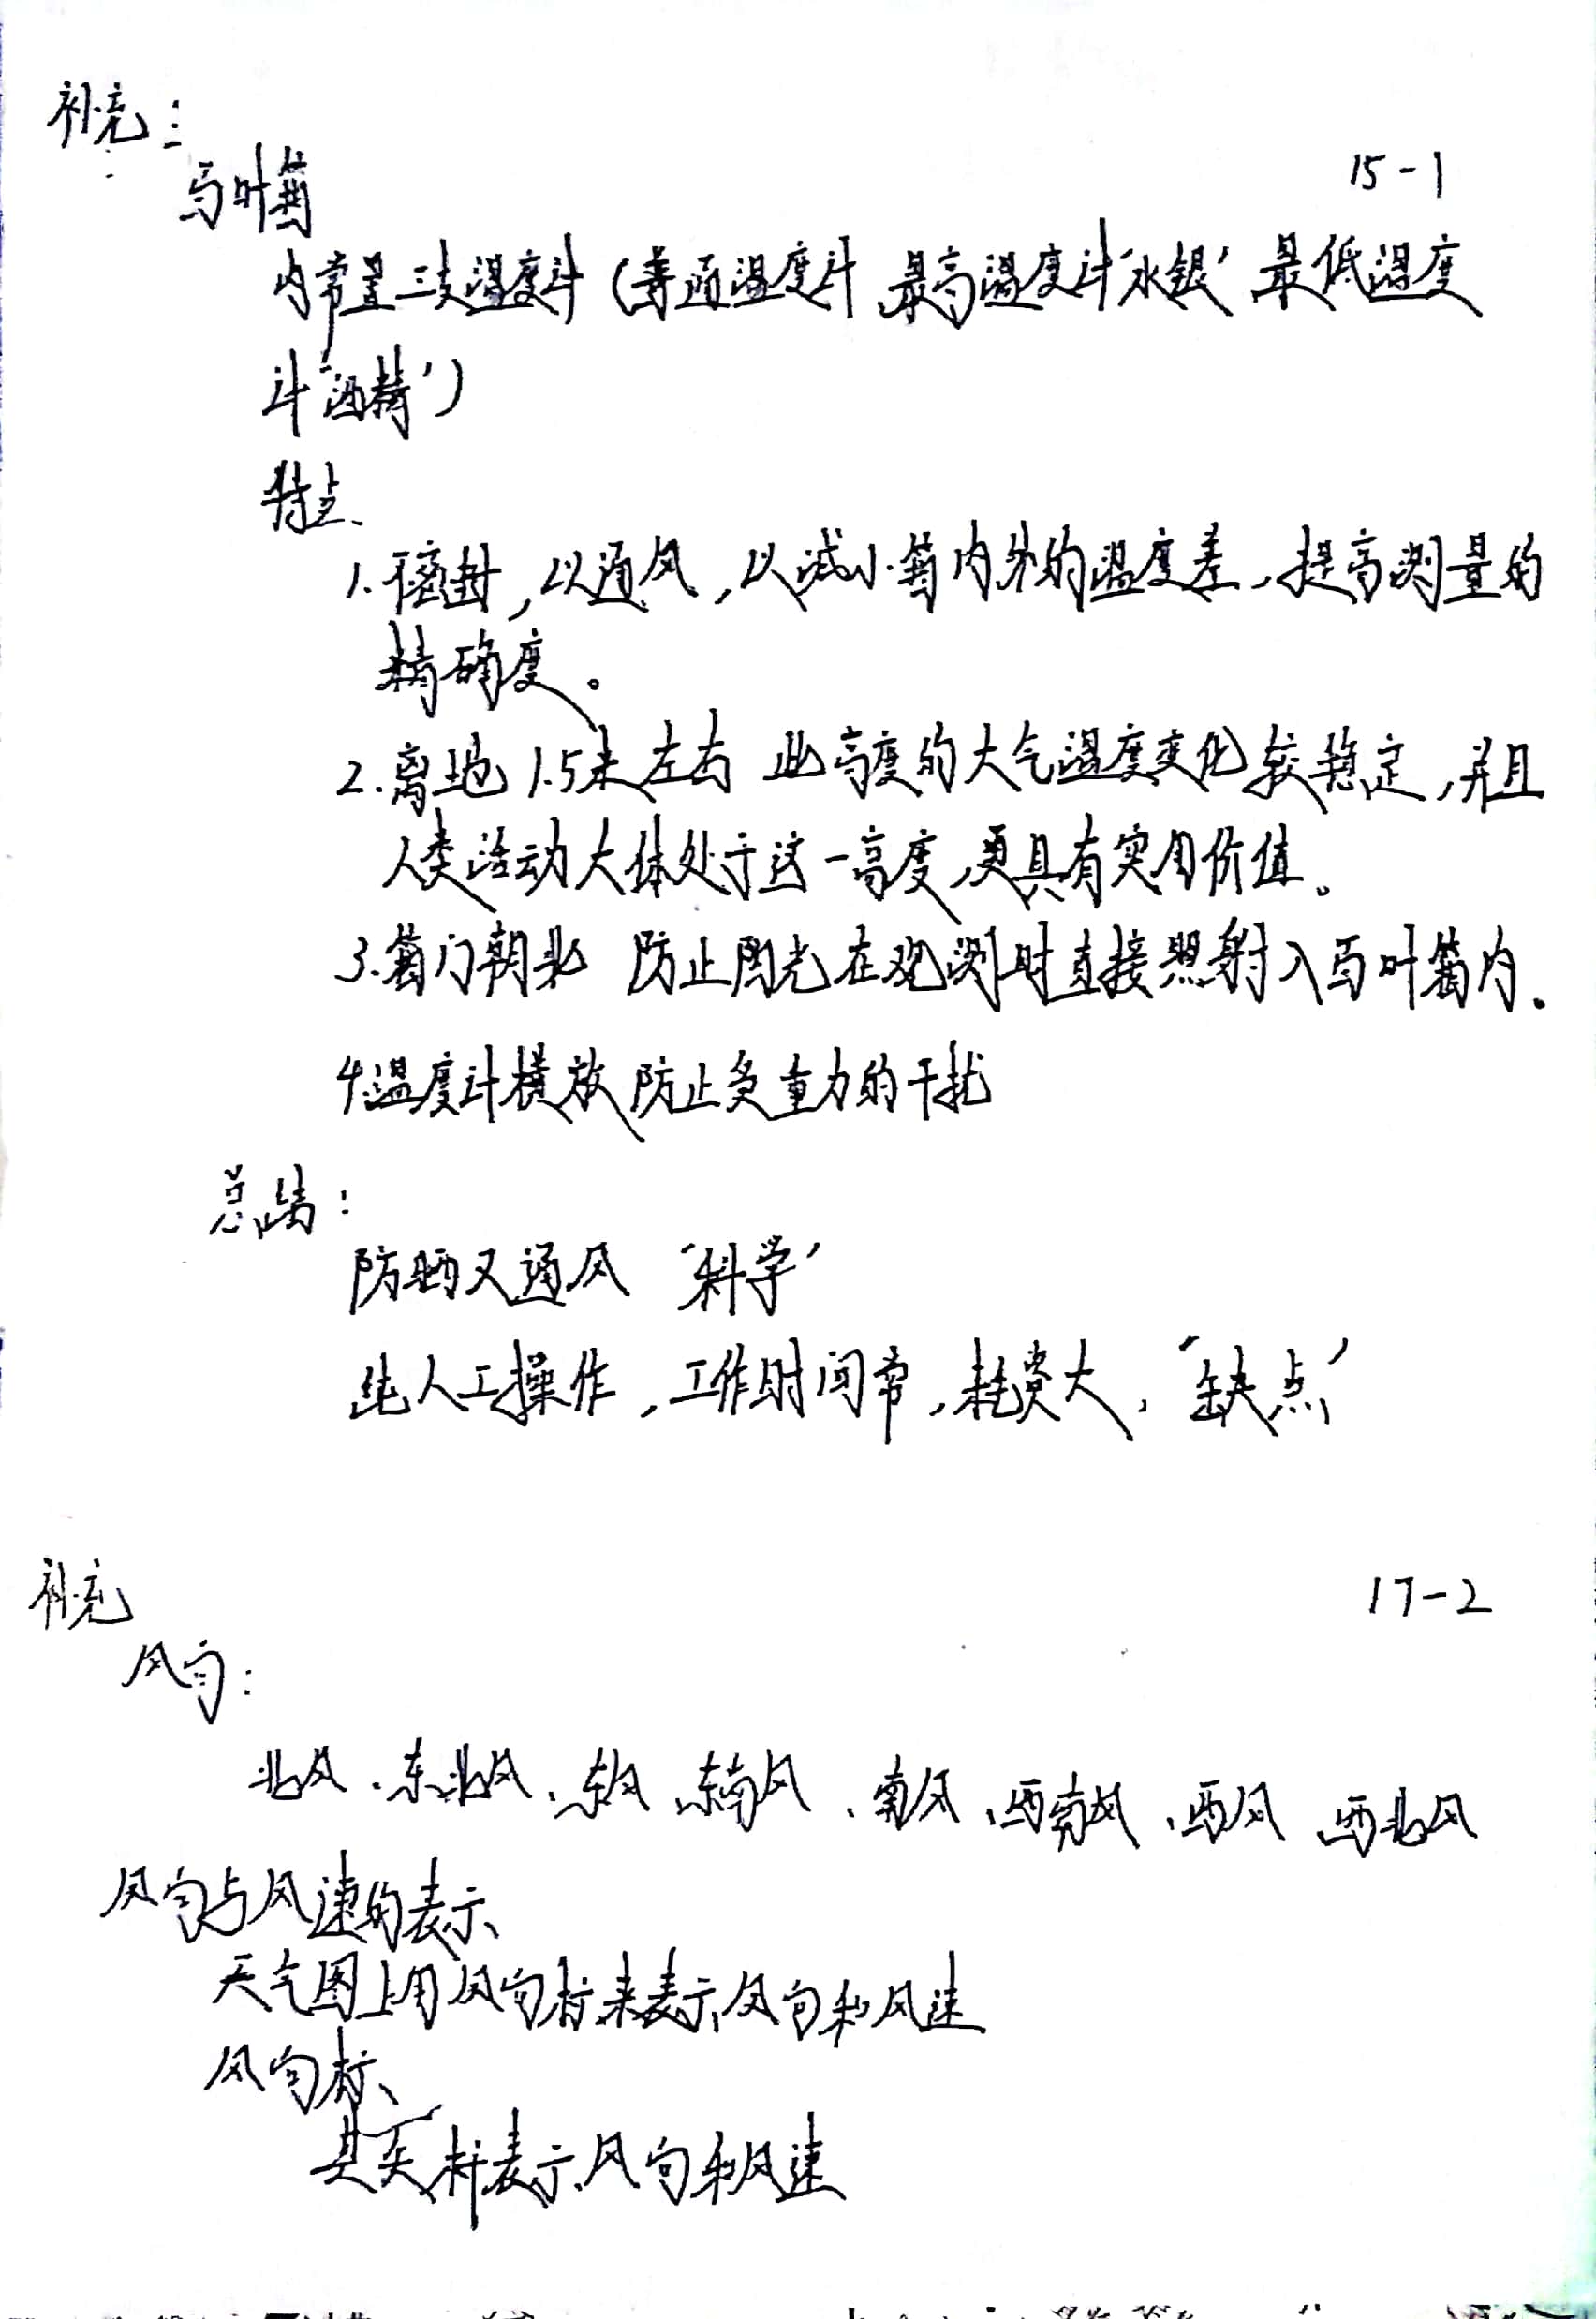 补充：
15-1
百叶箱
内常置三支温度计（普通温度计 最高温度计‘水银’ 最低温度
计‘酒精’）
特点、
1.不密封，以通风，以减小箱内外的温度差，提高测量的
精确度。
2.离地1.5米左右 此高度的大气温度变化较稳定，并且
人类活动大体处于这一高度，更具有实用价值。
3.箱门朝北 防止阳光在观测时直接照射入百叶箱内。
4.温度计横放 防止受重力的干扰
总结：
防晒又通风 ‘科学’
纯人工操作，工作时间常，耗费大，‘缺点’
补充
17-2
风向：
北风、东北风、东风、东南风、南风、西南风、西风 西北风
风向与风速的表示、
天气图上用风向标来表示风向和风速
风向标、
表示风向和风速